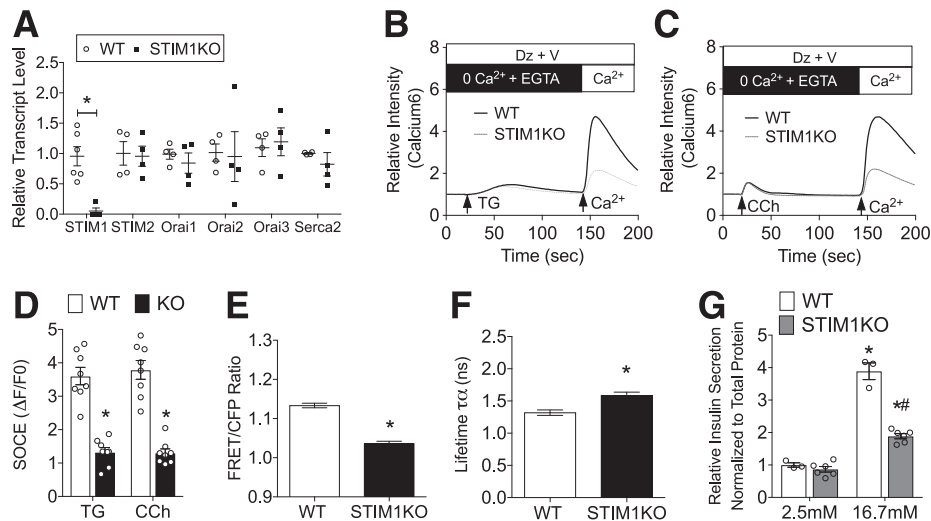 A
WT STIM1KO
Relative Transcript Level
2.5
2.0
1.5
1.0
0.5
0.0
*
STIM1 STIM2 Orai1 Orai2 Orai3 Serca2
B
Relative Intensity
(Calcium6)
8
6
4
2
0
Dz + V
0 Ca²⁺ + EGTA Ca²⁺
WT
STIM1KO
TG Ca²⁺
0 50 100 150 200
Time (sec)
C
Relative Intensity
(Calcium6)
8
6
4
2
0
Dz + V
0 Ca²⁺ + EGTA Ca²⁺
WT
STIM1KO
CCh Ca²⁺
0 50 100 150 200
Time (sec)
D
WT KO
SOCE (ΔF/F0)
5
4
3
2
1
0
* *
TG CCh
E
FRET/CFP Ratio
1.3
1.2
1.1
1.0
0.9
*
WT STIM1KO
F
Lifetime τα (ns)
2.0
1.5
1.0
0.5
0.0
*
WT STIM1KO
G
WT
STIM1KO
Relative Insulin Secretion
Normalized to Total Protein
5
4
3
2
1
0
*
*#
2.5mM 16.7mM